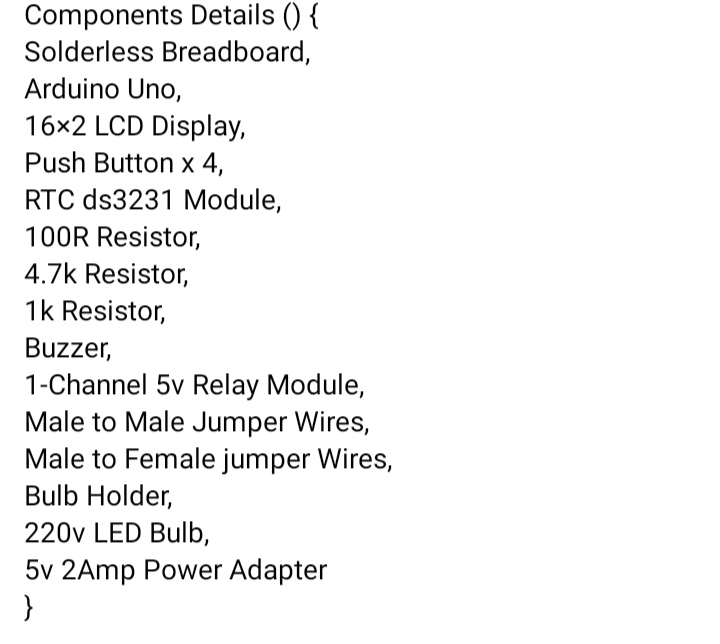 Components Details () {
Solderless Breadboard,
Arduino Uno,
16×2 LCD Display,
Push Button x 4,
RTC ds3231 Module,
100R Resistor,
4.7k Resistor,
1k Resistor,
Buzzer,
1-Channel 5v Relay Module,
Male to Male Jumper Wires,
Male to Female jumper Wires,
Bulb Holder,
220v LED Bulb,
5v 2Amp Power Adapter
}